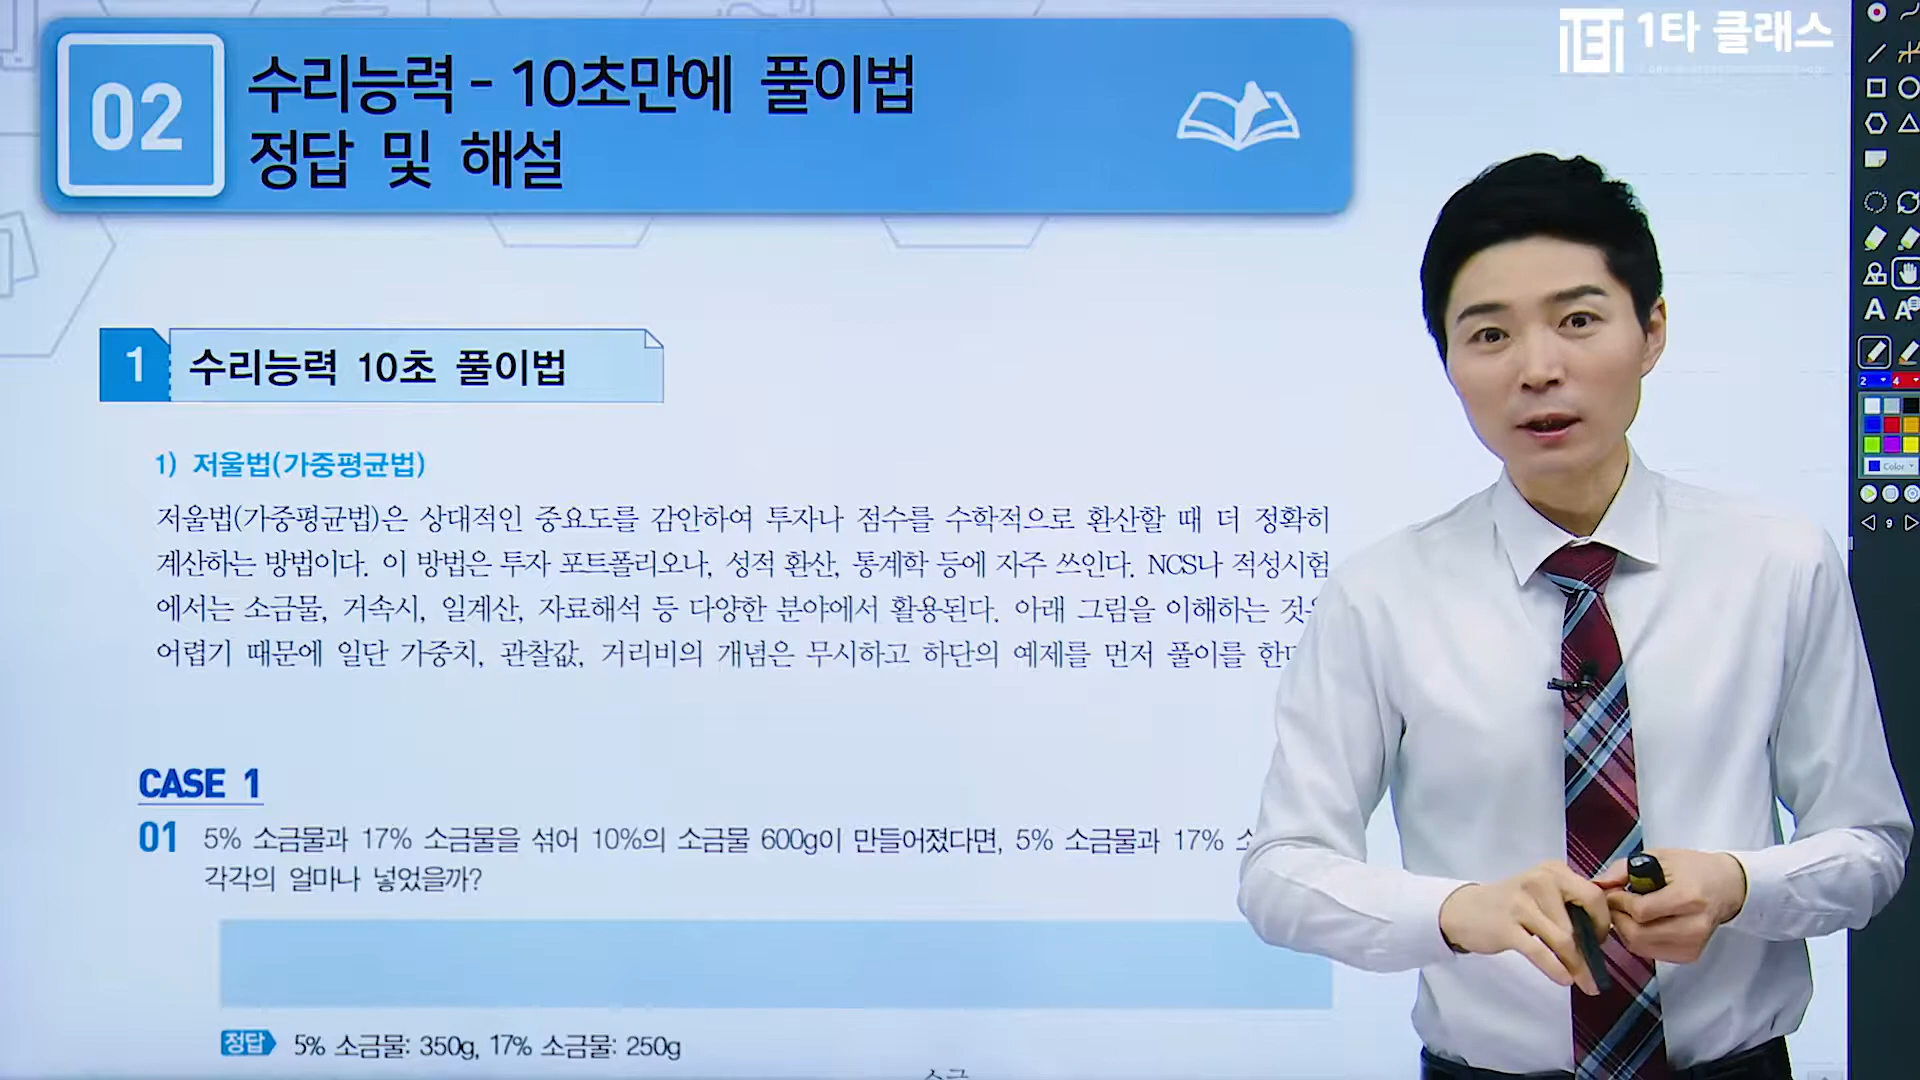 1타 클래스
02
수리능력 - 10초만에 풀이법
정답 및 해설
1 수리능력 10초 풀이법
1) 저울법(가중평균법)
저울법(가중평균법)은 상대적인 중요도를 감안하여 투자나 점수를 수학적으로 환산할 때 더 정확히
계산하는 방법이다. 이 방법은 투자 포트폴리오나, 성적 환산, 통계학 등에 자주 쓰인다. NCS나 적성시험
에서는 소금물, 거속시, 일계산, 자료해석 등 다양한 분야에서 활용된다. 아래 그림을 이해하는
어렵기 때문에 일단 가중치, 관찰값, 거리비의 개념은 무시하고 하단의 예제를 먼저 풀이를
CASE 1
01 5% 소금물과 17% 소금물을 섞어 10%의 소금물 600g이 만들어졌다면, 5% 소금물과 17%
각각의 얼마나 넣었을까?
정답 5% 소금물: 350g, 17% 소금물: 250g
A A
2 4
Color
9